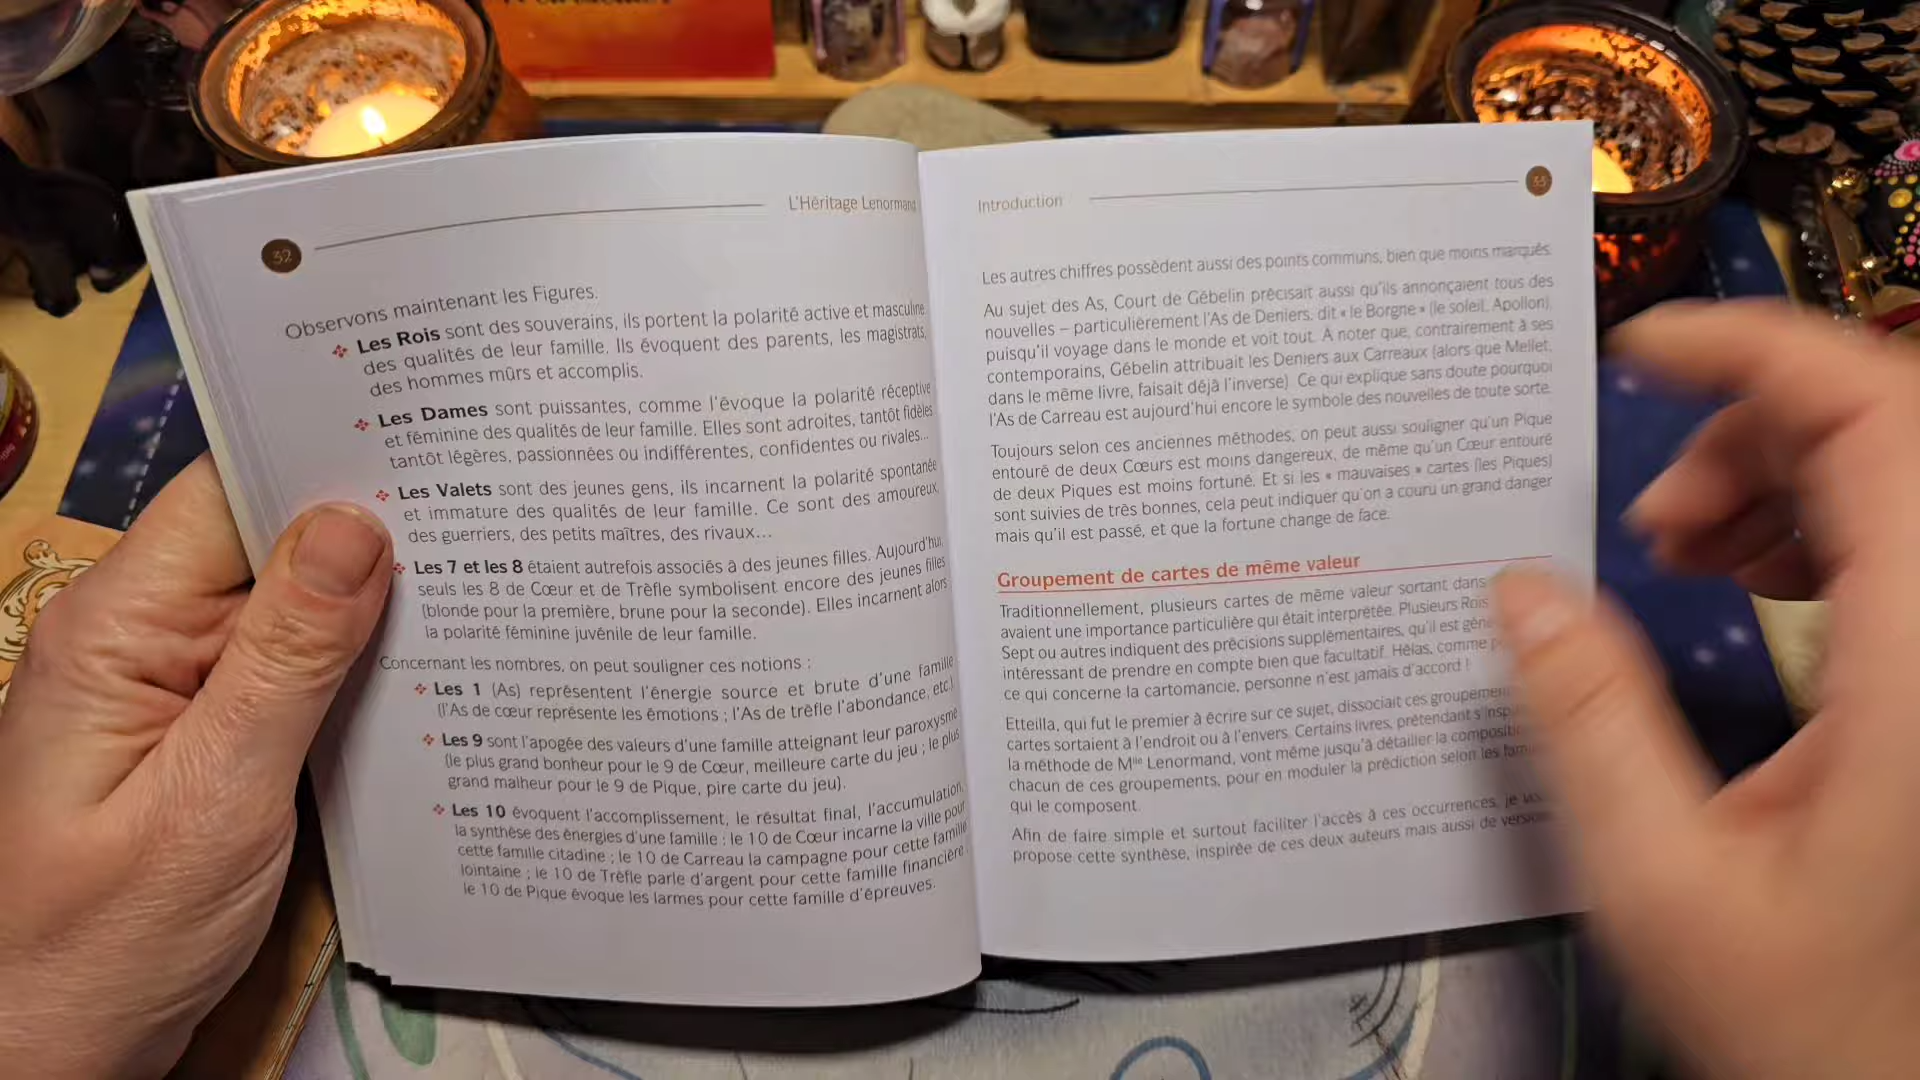 32
L'Héritage Lenormand
Observons maintenant les Figures.
Les Rois sont des souverains, ils portent la polarité active et masculine
des qualités de leur famille. Ils évoquent des parents, les magistrats,
des hommes mûrs et accomplis.
Les Dames sont puissantes, comme l'évoque la polarité réceptive
et féminine des qualités de leur famille. Elles sont adroites, tantôt fidèles
tantôt légères, passionnées ou indifférentes, confidentes ou rivales...
Les Valets sont des jeunes gens, ils incarnent la polarité spontanée
et immature des qualités de leur famille. Ce sont des amoureux,
des guerriers, des petits maîtres, des rivaux...
Les 7 et les 8 étaient autrefois associés à des jeunes filles. Aujourd'hui,
seuls les 8 de Cœur et de Trèfle symbolisent encore des jeunes filles
(blonde pour la première, brune pour la seconde). Elles incarnent alors
la polarité féminine juvénile de leur famille.
Concernant les nombres, on peut souligner ces notions :
Les 1 (As) représentent l'énergie source et brute d'une famille
(l'As de cœur représente les émotions ; l'As de trèfle l'abondance, etc.)
Les 9 sont l'apogée des valeurs d'une famille atteignant leur paroxysme
(le plus grand bonheur pour le 9 de Cœur, meilleure carte du jeu ; le plus
grand malheur pour le 9 de Pique, pire carte du jeu).
Les 10 évoquent l'accomplissement, le résultat final, l'accumulation,
la synthèse des énergies d'une famille : le 10 de Cœur incarne la ville pour
cette famille citadine ; le 10 de Carreau la campagne pour cette famille
lointaine ; le 10 de Trèfle parle d'argent pour cette famille financière
le 10 de Pique évoque les larmes pour cette famille d'épreuves.
Introduction
33
Les autres chiffres possèdent aussi des points communs, bien que moins marqués.
Au sujet des As, Court de Gébelin précisait aussi qu'ils annonçaient tous des
nouvelles – particulièrement l'As de Deniers, dit « le Borgne » (le soleil, Apollon),
puisqu'il voyage dans le monde et voit tout. À noter que, contrairement à ses
contemporains, Gébelin attribuait les Deniers aux Carreaux (alors que Mellet,
dans le même livre, faisait déjà l'inverse). Ce qui explique sans doute pourquoi
l'As de Carreau est aujourd'hui encore le symbole des nouvelles de toute sorte.
Toujours selon ces anciennes méthodes, on peut aussi souligner qu'un Pique
entouré de deux Cœurs est moins dangereux, de même qu'un Cœur entouré
de deux Piques est moins fortuné. Et si les « mauvaises » cartes (les Piques)
sont suivies de très bonnes, cela peut indiquer qu'on a couru un grand danger
mais qu'il est passé, et que la fortune change de face.
Groupement de cartes de même valeur
Traditionnellement, plusieurs cartes de même valeur sortant dans
avaient une importance particulière qui était interprétée. Plusieurs Rois
Sept ou autres indiquent des précisions supplémentaires, qu'il est
intéressant de prendre en compte bien que facultatif. Hélas, comme
ce qui concerne la cartomancie, personne n'est jamais d'accord !
Etteilla, qui fut le premier à écrire sur ce sujet, dissociait ces
cartes sortaient à l'endroit ou à l'envers. Certains livres, prétendant
la méthode de Mlle Lenormand, vont même jusqu'à détailler la
chacun de ces groupements, pour en moduler la prédiction selon les
qui le composent.
Afin de faire simple et surtout faciliter l'accès à ces occurrences, je
propose cette synthèse, inspirée de ces deux auteurs mais aussi de